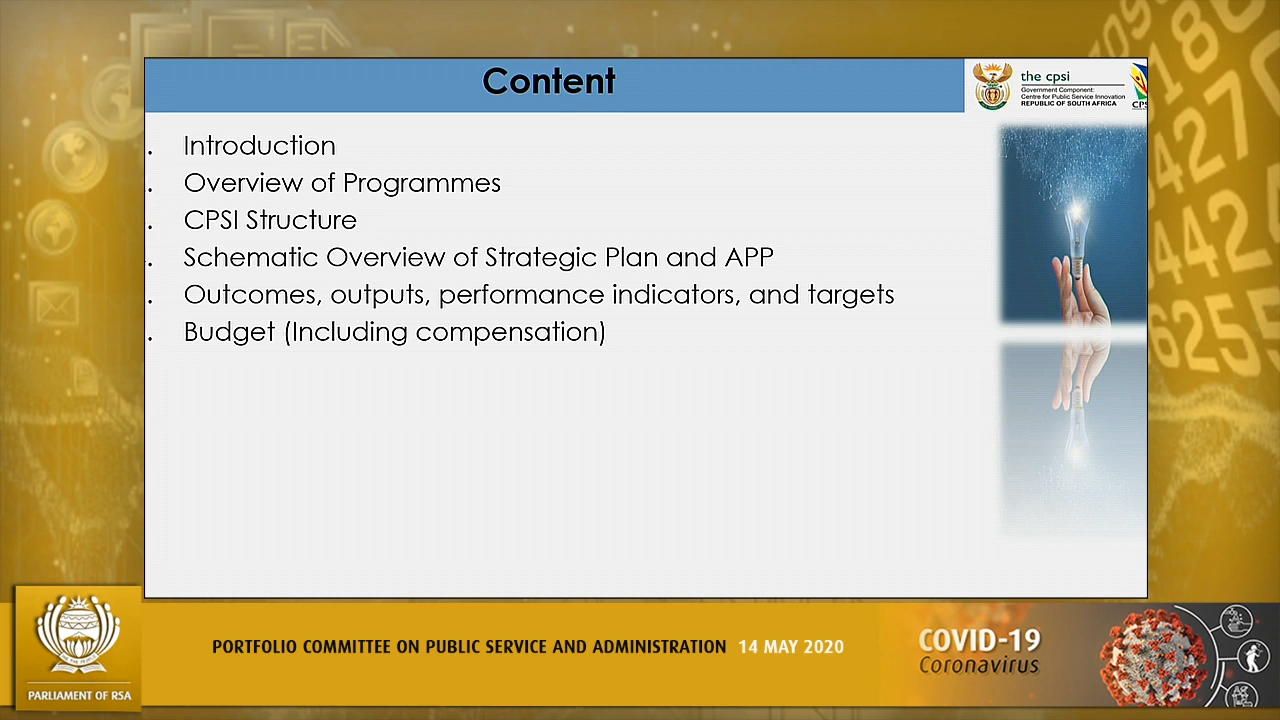 Content
the cpsi
Government Component:
Centre for Public Service Innovation
REPUBLIC OF SOUTH AFRICA
CPS
. Introduction
. Overview of Programmes
. CPSI Structure
. Schematic Overview of Strategic Plan and APP
. Outcomes, outputs, performance indicators, and targets
. Budget (Including compensation)
PORTFOLIO COMMITTEE ON PUBLIC SERVICE AND ADMINISTRATION 14 MAY 2020
COVID-19
Coronavirus
PARLIAMENT OF RSA